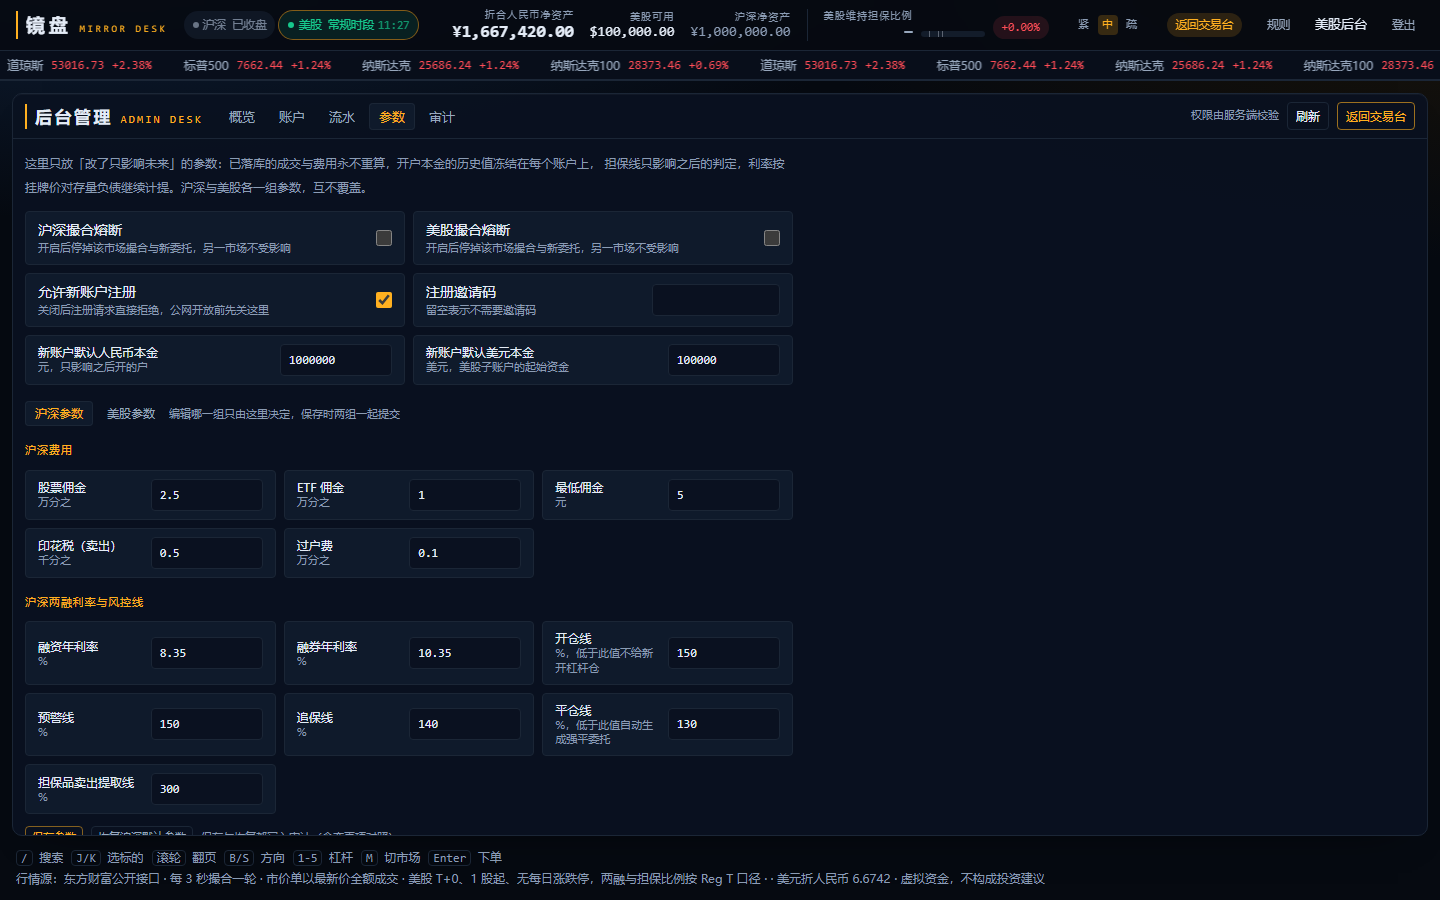 镜盘 MIRROR DESK
沪深 已收盘
美股 常规时段 11:27
折合人民币净资产
¥1,667,420.00
美股可用
$100,000.00
沪深净资产
¥1,000,000.00
美股维持担保比例
—
+0.00%
紧 中 疏
返回交易台 规则 美股后台 登出
道琼斯 53016.73 +2.38% 标普500 7662.44 +1.24% 纳斯达克 25686.24 +1.24% 纳斯达克100 28373.46 +0.69% 道琼斯 53016.73 +2.38% 标普500 7662.44 +1.24% 纳斯达克 25686.24 +1.24% 纳斯达克100 28373.46
后台管理 ADMIN DESK 概览 账户 流水 参数 审计 权限由服务端校验 刷新 返回交易台
这里只放「改了只影响未来」的参数：已落库的成交与费用永不重算，开户本金的历史值冻结在每个账户上， 担保线只影响之后的判定，利率按
挂牌价对存量负债继续计提。沪深与美股各一组参数，互不覆盖。
沪深撮合熔断
开启后停掉该市场撮合与新委托，另一市场不受影响
美股撮合熔断
开启后停掉该市场撮合与新委托，另一市场不受影响
允许新账户注册
关闭后注册请求直接拒绝，公网开放前先关这里
注册邀请码
留空表示不需要邀请码
新账户默认人民币本金
元，只影响之后开的户
1000000
新账户默认美元本金
美元，美股子账户的起始资金
100000
沪深参数 美股参数 编辑哪一组只由这里决定，保存时两组一起提交
沪深费用
股票佣金
万分之
2.5
ETF 佣金
万分之
1
最低佣金
元
5
印花税（卖出）
千分之
0.5
过户费
万分之
0.1
沪深两融利率与风控线
融资年利率
%
8.35
融券年利率
%
10.35
开仓线
%，低于此值不给新
开杠杆仓
150
预警线
%
150
追保线
%
140
平仓线
%，低于此值自动生
成强平委托
130
担保品卖出提取线
%
300
/ 搜索 J/K 选标的 滚轮 翻页 B/S 方向 1-5 杠杆 M 切市场 Enter 下单
行情源：东方财富公开接口 · 每 3 秒撮合一轮 · 市价单以最新价全额成交 · 美股 T+0、1 股起、无每日涨跌停，两融与担保比例按 Reg T 口径 · · 美元折人民币 6.6742 · 虚拟资金，不构成投资建议